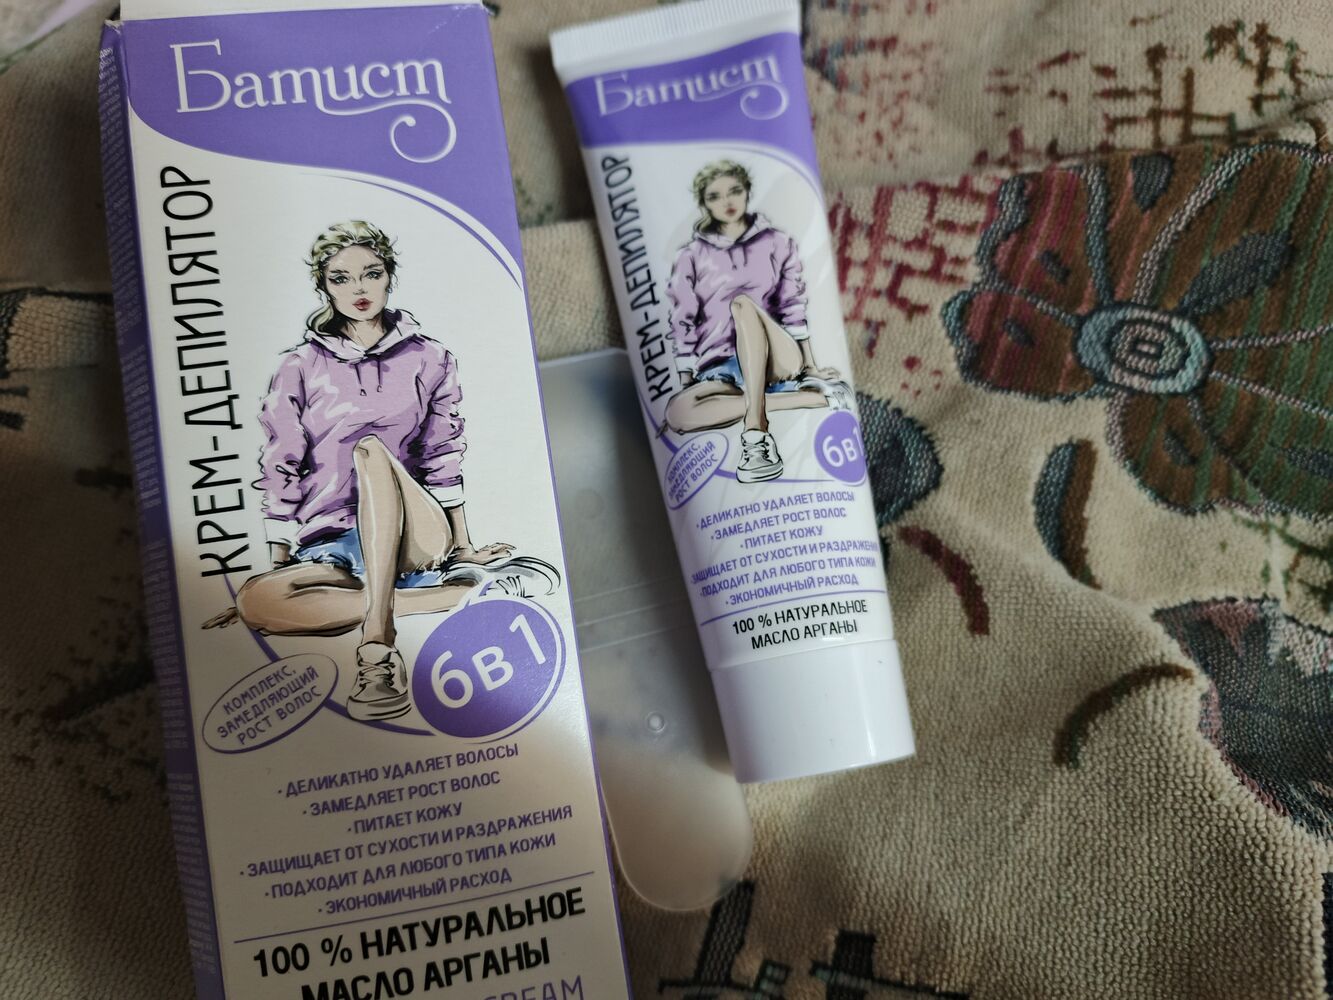 Батист
КРЕМ-ДЕПИЛЯТОР
6в1
КОМПЛЕКС,
ЗАМЕДЛЯЮЩИЙ
РОСТ ВОЛОС
· ДЕЛИКАТНО УДАЛЯЕТ ВОЛОСЫ
· ЗАМЕДЛЯЕТ РОСТ ВОЛОС
· ПИТАЕТ КОЖУ
· ЗАЩИЩАЕТ ОТ СУХОСТИ И РАЗДРАЖЕНИЯ
· ПОДХОДИТ ДЛЯ ЛЮБОГО ТИПА КОЖИ
· ЭКОНОМИЧНЫЙ РАСХОД
100 % НАТУРАЛЬНОЕ
МАСЛО АРГАНЫ
CREAM
Батист
КРЕМ-ДЕПИЛЯТОР
6в1
КОМПЛЕКС,
ЗАМЕДЛЯЮЩИЙ
РОСТ ВОЛОС
· ДЕЛИКАТНО УДАЛЯЕТ ВОЛОСЫ
· ЗАМЕДЛЯЕТ РОСТ ВОЛОС
· ПИТАЕТ КОЖУ
· ЗАЩИЩАЕТ ОТ СУХОСТИ И РАЗДРАЖЕНИЯ
· ПОДХОДИТ ДЛЯ ЛЮБОГО ТИПА КОЖИ
· ЭКОНОМИЧНЫЙ РАСХОД
100 % НАТУРАЛЬНОЕ
МАСЛО АРГАНЫ